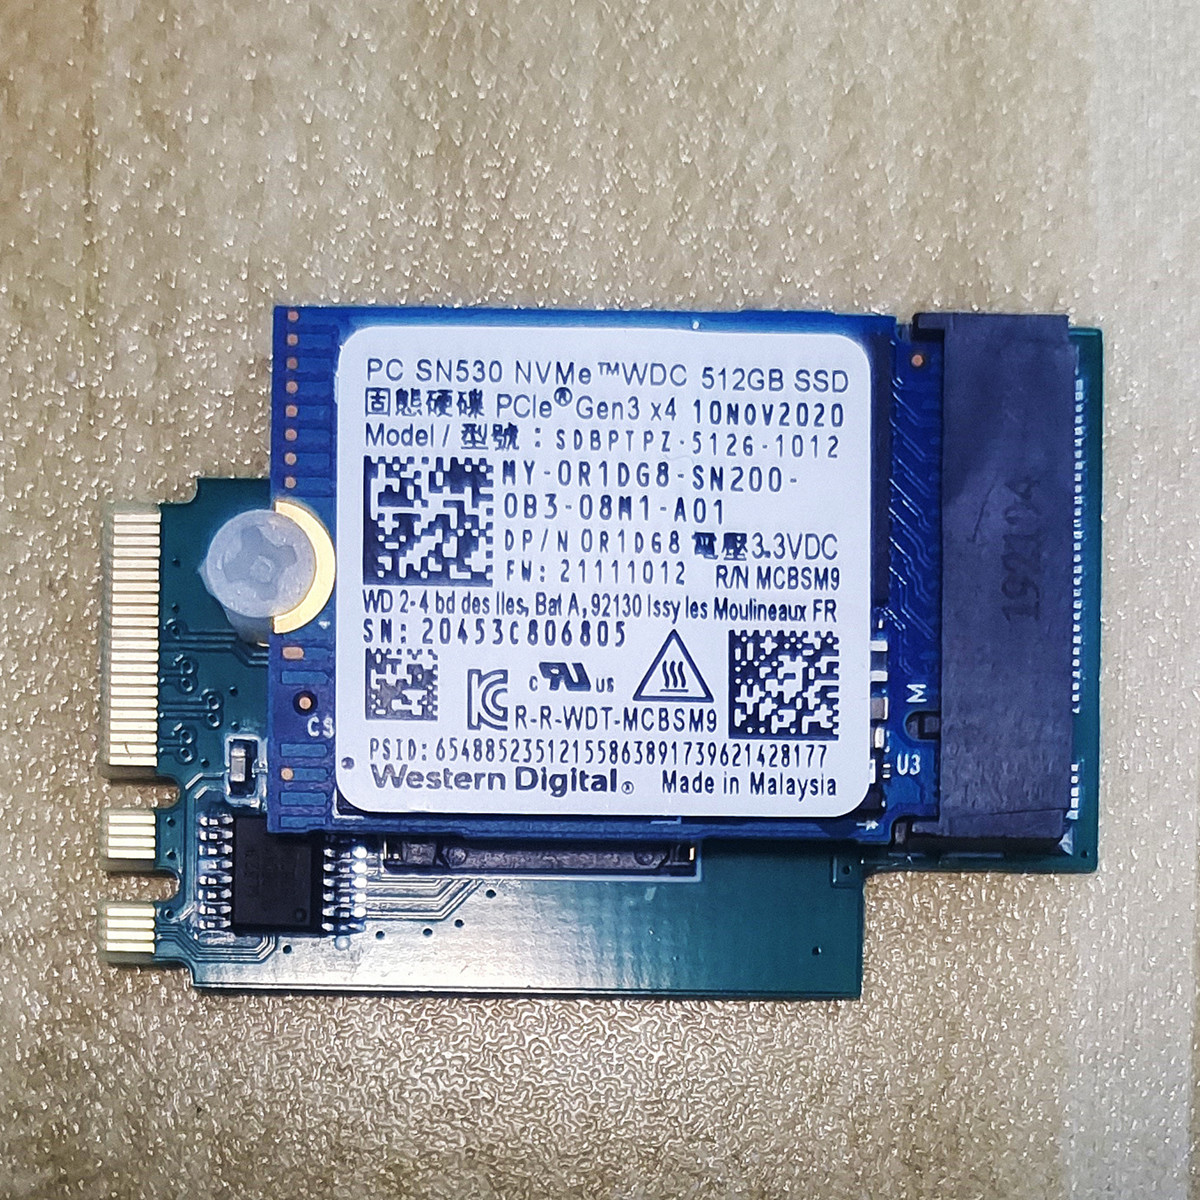 PC SN530 NVMe™WDC 512GB SSD
固態硬碟 PCIe® Gen3 x4 10NOV2020
Model / 型號 : SDBPTPZ-512G-1012
MY-0R1DG8-SN200-
0B3-08M1-A01
DP/N 0R1DG8 電壓3.3VDC
FW: 21111012 R/N MCBSM9
WD 2-4 bd des Iles, Bat A, 92130 Issy les Moulineaux FR
SN: 20453C806805
c RU US
R-R-WDT-MCBSM9
PSID: 65488523512155863891739621428177
Western Digital® Made in Malaysia
CS
M
U3
192104